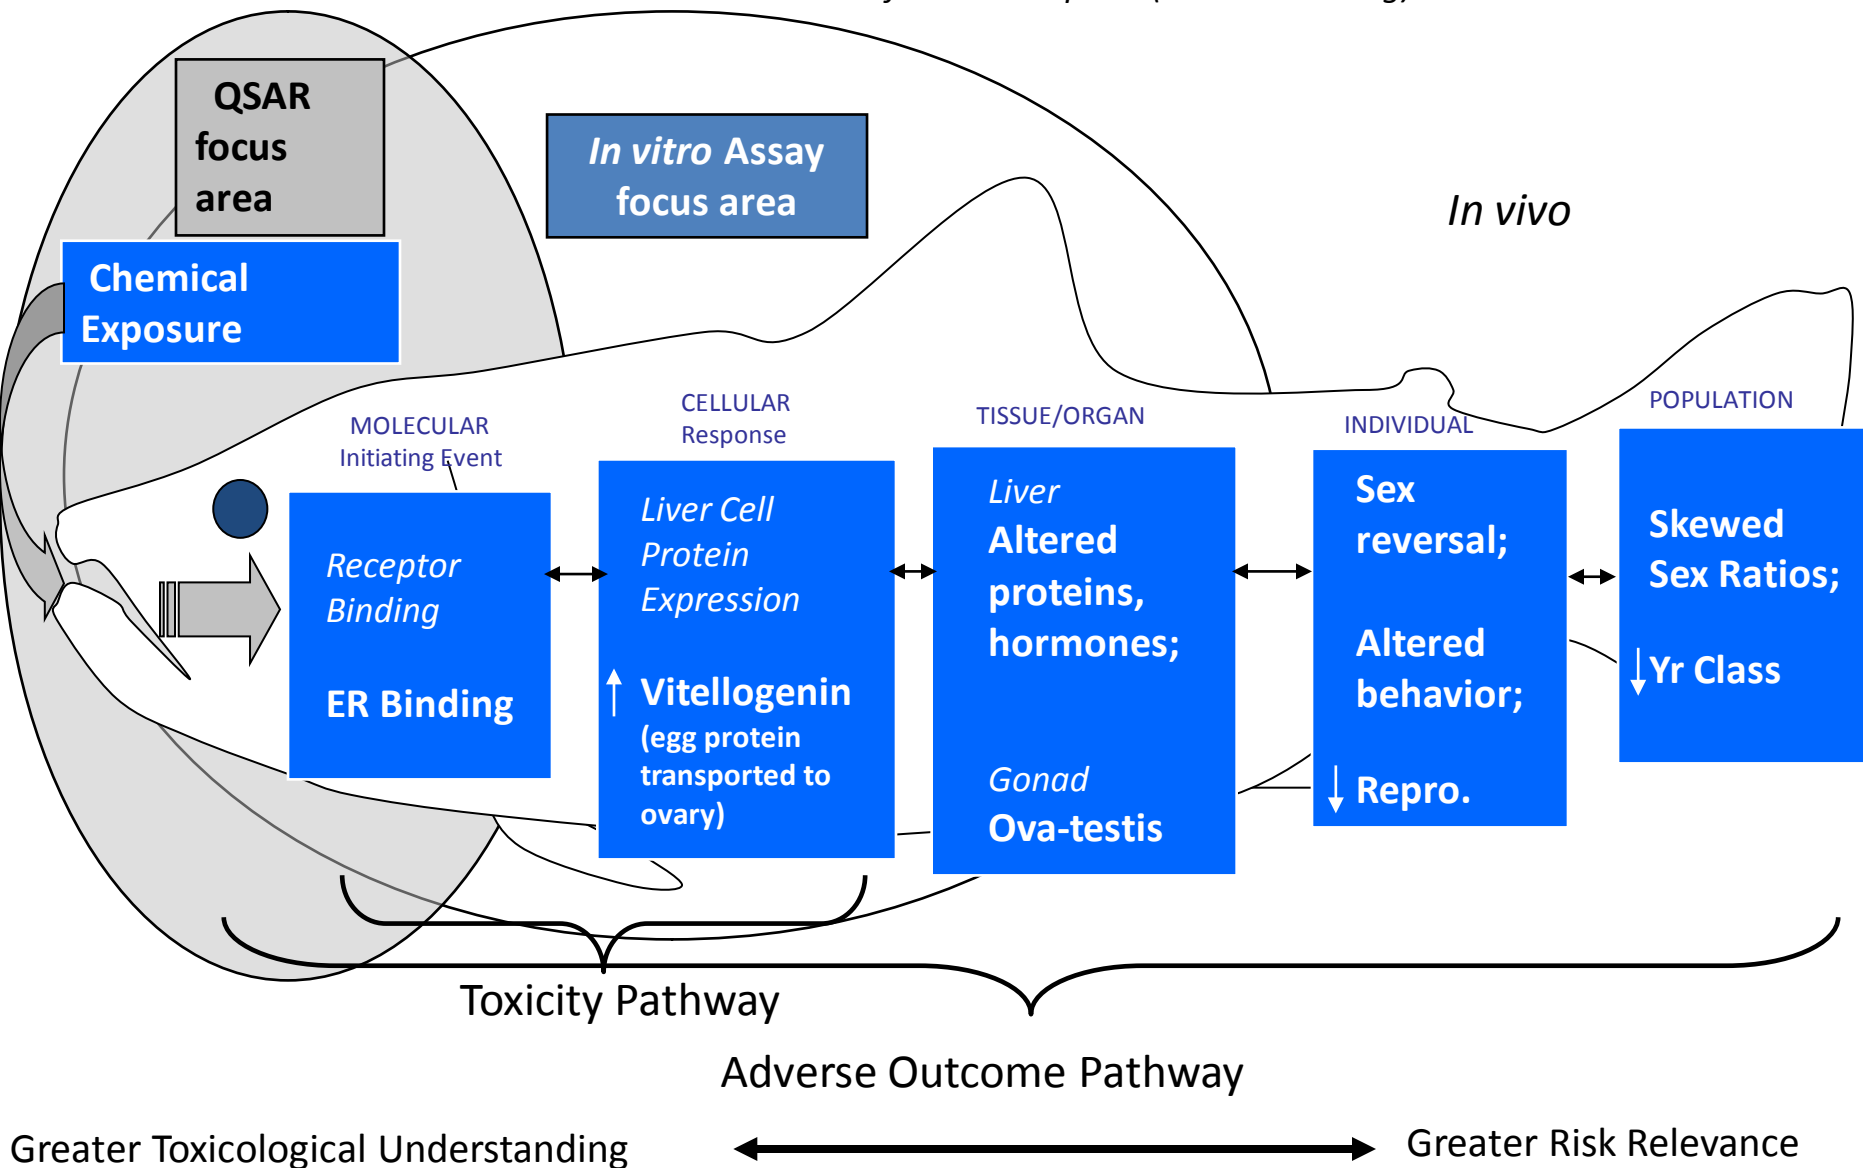 QSAR
focus
area
In vitro Assay
focus area
In vivo
Chemical
Exposure
MOLECULAR
Initiating Event
CELLULAR
Response
TISSUE/ORGAN
INDIVIDUAL
POPULATION
Receptor
Binding
ER Binding
Liver Cell
Protein
Expression
Vitellogenin
(egg protein
transported to
ovary)
Liver
Altered
proteins,
hormones;
Gonad
Ova-testis
Sex
reversal;
Altered
behavior;
Repro.
Skewed
Sex Ratios;
Yr Class
Toxicity Pathway
Adverse Outcome Pathway
Greater Toxicological Understanding
Greater Risk Relevance